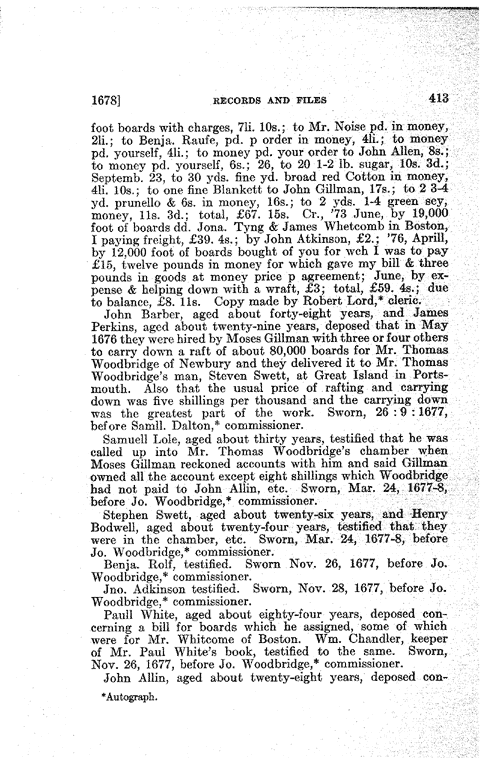 1678] RECORDS AND FILES 413
foot boards with charges, 7li. 10s.; to Mr. Noise pd. in money,
2li.; to Benja. Raufe, pd. p order in money, 4li.; to money
pd. yourself, 4li.; to money pd. your order to John Allen, 8s.;
to money pd. yourself, 6s.; 26, to 20 1-2 lb. sugar, 10s. 3d.;
Septemb. 23, to 30 yds. fine yd. broad red Cotton in money,
4li. 10s.; to one fine Blankett to John Gillman, 17s.; to 2 3-4
yd. prunello & 6s. in money, 16s.; to 2 yds. 1-4 green sey,
money, 11s. 3d.; total, £67. 15s. Cr., '73 June, by 19,000
foot of boards dd. Jona. Tyng & James Whetcomb in Boston,
I paying freight, £39. 4s.; by John Atkinson, £2.; '76, Aprill,
by 12,000 foot of boards bought of you for wch I was to pay
£15, twelve pounds in money for which gave my bill & three
pounds in goods at money price p agreement; June, by ex-
pense & helping down with a wraft, £3; total, £59. 4s.; due
to balance, £8. 11s. Copy made by Robert Lord,* cleric.
John Barber, aged about forty-eight years, and James
Perkins, aged about twenty-nine years, deposed that in May
1676 they were hired by Moses Gillman with three or four others
to carry down a raft of about 80,000 boards for Mr. Thomas
Woodbridge of Newbury and they delivered it to Mr. Thomas
Woodbridge's man, Steven Swett, at Great Island in Ports-
mouth. Also that the usual price of rafting and carrying
down was five shillings per thousand and the carrying down
was the greatest part of the work. Sworn, 26 : 9 : 1677,
before Samll. Dalton,* commissioner.
Samuell Lole, aged about thirty years, testified that he was
called up into Mr. Thomas Woodbridge's chamber when
Moses Gillman reckoned accounts with him and said Gillman
owned all the account except eight shillings which Woodbridge
had not paid to John Allin, etc. Sworn, Mar. 24, 1677-8,
before Jo. Woodbridge,* commissioner.
Stephen Swett, aged about twenty-six years, and Henry
Bodwell, aged about twenty-four years, testified that they
were in the chamber, etc. Sworn, Mar. 24, 1677-8, before
Jo. Woodbridge,* commissioner.
Benja. Rolf, testified. Sworn Nov. 26, 1677, before Jo.
Woodbridge,* commissioner.
Jno. Adkinson testified. Sworn, Nov. 28, 1677, before Jo.
Woodbridge,* commissioner.
Paull White, aged about eighty-four years, deposed con-
cerning a bill for boards which he assigned, some of which
were for Mr. Whitcome of Boston. Wm. Chandler, keeper
of Mr. Paul White's book, testified to the same. Sworn,
Nov. 26, 1677, before Jo. Woodbridge,* commissioner.
John Allin, aged about twenty-eight years, deposed con-
*Autograph.